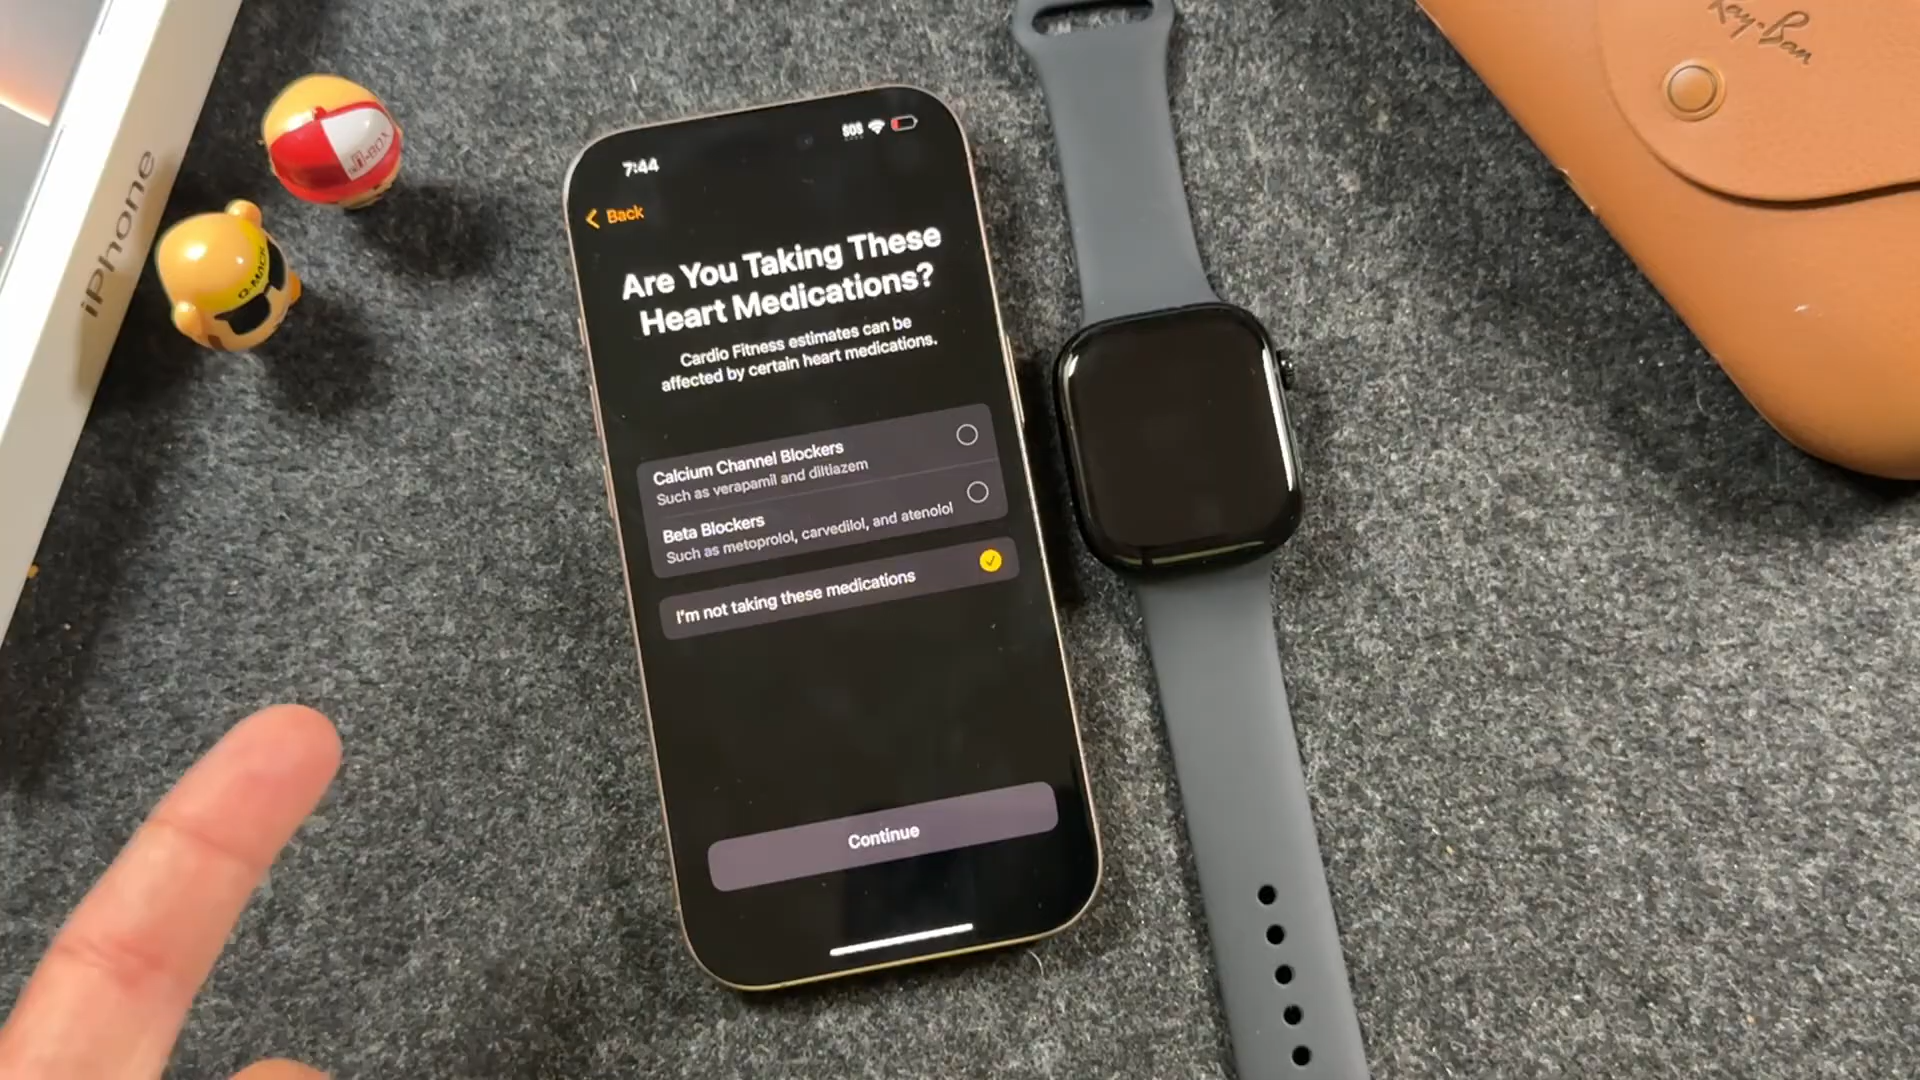 iPhone
Q-MACK
7:44
SOS
Back
Are You Taking These
Heart Medications?
Cardio Fitness estimates can be
affected by certain heart medications.
Calcium Channel Blockers
Such as verapamil and diltiazem
Beta Blockers
Such as metoprolol, carvedilol, and atenolol
I'm not taking these medications
Continue
Ray-Ban